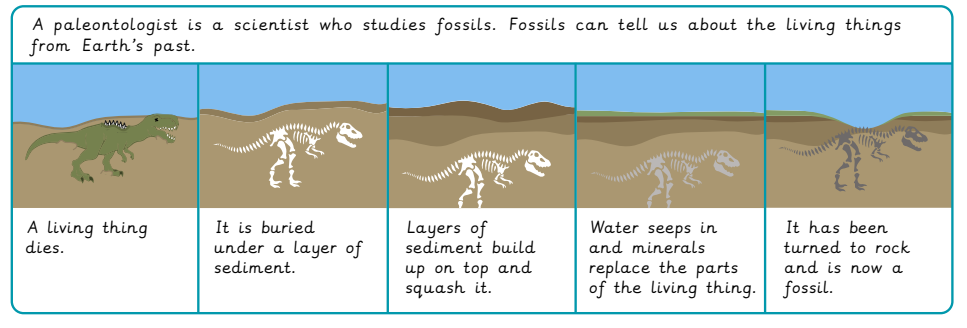 A paleontologist is a scientist who studies fossils. Fossils can tell us about the living things
from Earth's past.
A living thing
dies.
It is buried
under a layer of
sediment.
Layers of
sediment build
up on top and
squash it.
Water seeps in
and minerals
replace the parts
of the living thing.
It has been
turned to rock
and is now a
fossil.